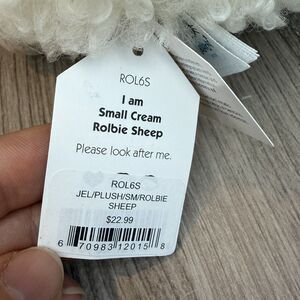 ROL6S
I am
Small Cream
Rolbie Sheep
Please look after me.
ROL6S
JEL/PLUSH/SM/ROLBIE
SHEEP
$22.99
6 70983 12015 8